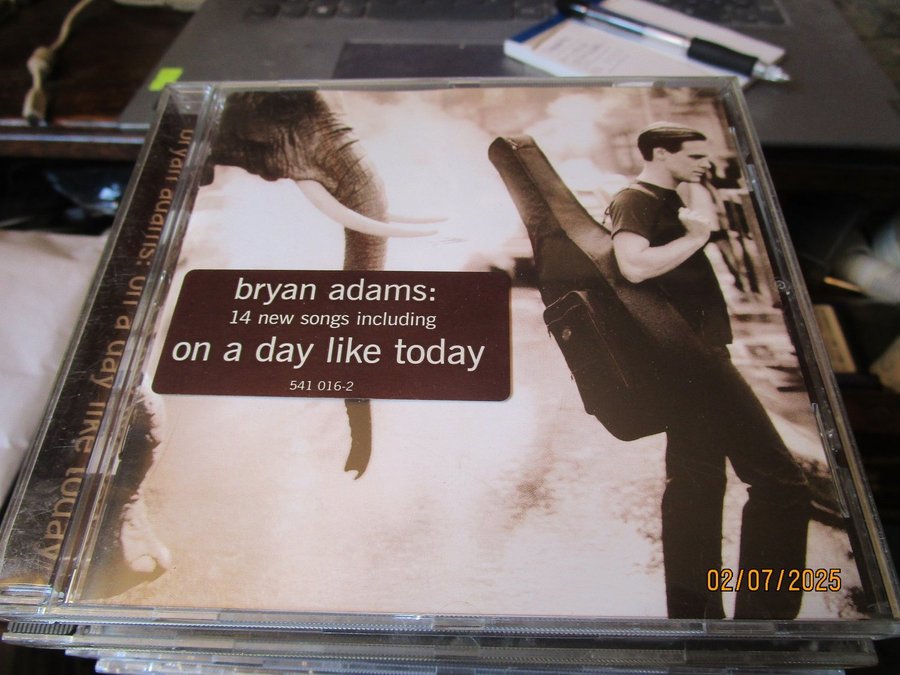 bryan adams: on a day like today
bryan adams:
14 new songs including
on a day like today
541 016-2
02/07/2025